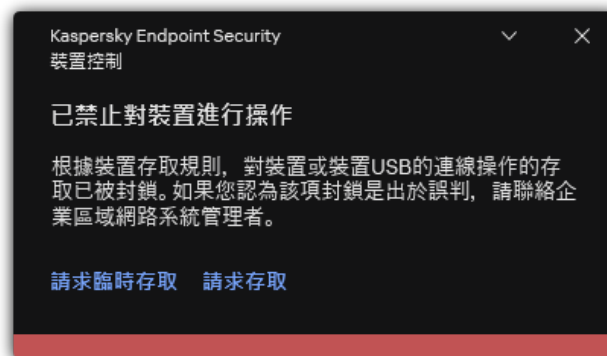 Kaspersky Endpoint Security
裝置控制
已禁止對裝置進行操作
根據裝置存取規則，對裝置或裝置USB的連線操作的存
取已被封鎖。如果您認為該項封鎖是出於誤判，請聯絡企
業區域網路系統管理者。
請求臨時存取 請求存取